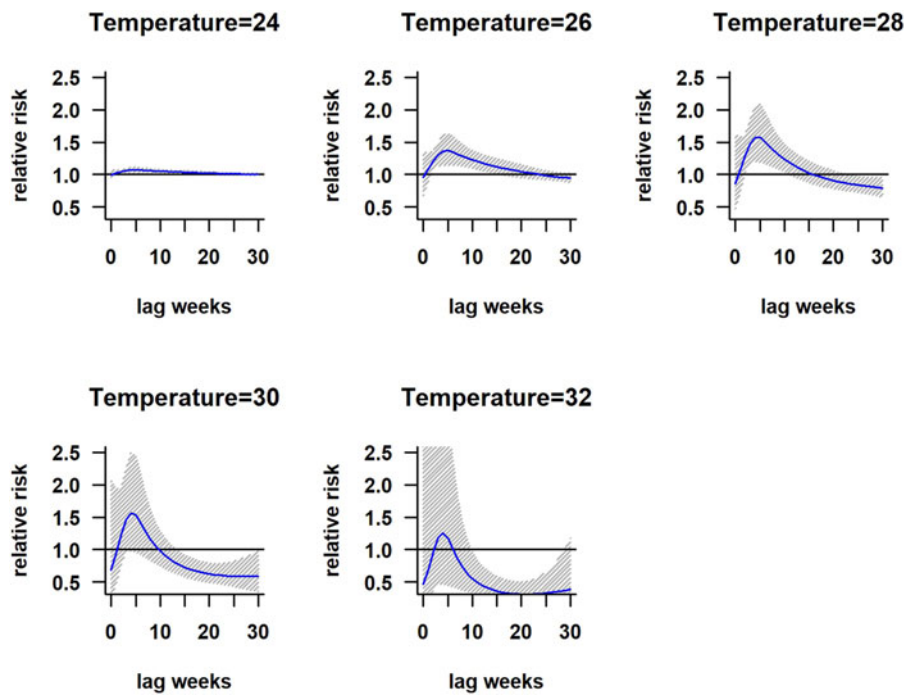 Temperature=24
relative risk
2.5
2.0
1.5
1.0
0.5
0 10 20 30
lag weeks
Temperature=26
relative risk
2.5
2.0
1.5
1.0
0.5
0 10 20 30
lag weeks
Temperature=28
relative risk
2.5
2.0
1.5
1.0
0.5
0 10 20 30
lag weeks
Temperature=30
relative risk
2.5
2.0
1.5
1.0
0.5
0 10 20 30
lag weeks
Temperature=32
relative risk
2.5
2.0
1.5
1.0
0.5
0 10 20 30
lag weeks